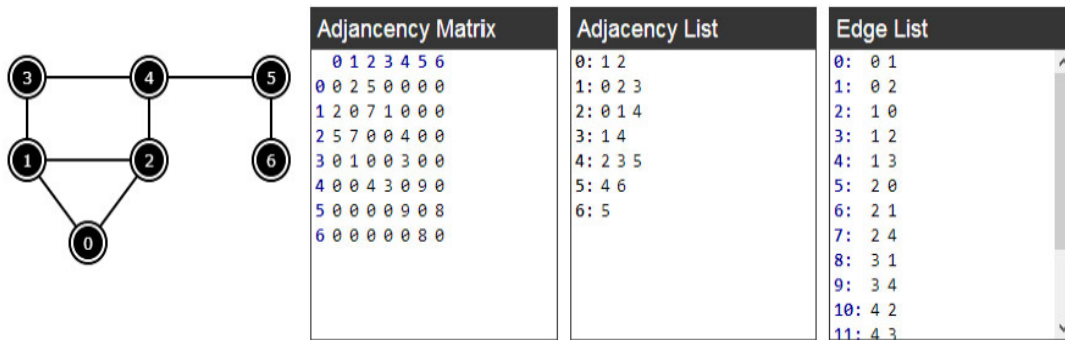 3 4 5
1 2 6
0
Adjancency Matrix
0 1 2 3 4 5 6
0 0 2 5 0 0 0 0
1 2 0 7 1 0 0 0
2 5 7 0 0 4 0 0
3 0 1 0 0 3 0 0
4 0 0 4 3 0 9 0
5 0 0 0 0 9 0 8
6 0 0 0 0 0 8 0
Adjacency List
0: 1 2
1: 0 2 3
2: 0 1 4
3: 1 4
4: 2 3 5
5: 4 6
6: 5
Edge List
0: 0 1
1: 0 2
2: 1 0
3: 1 2
4: 1 3
5: 2 0
6: 2 1
7: 2 4
8: 3 1
9: 3 4
10: 4 2
11: 4 3